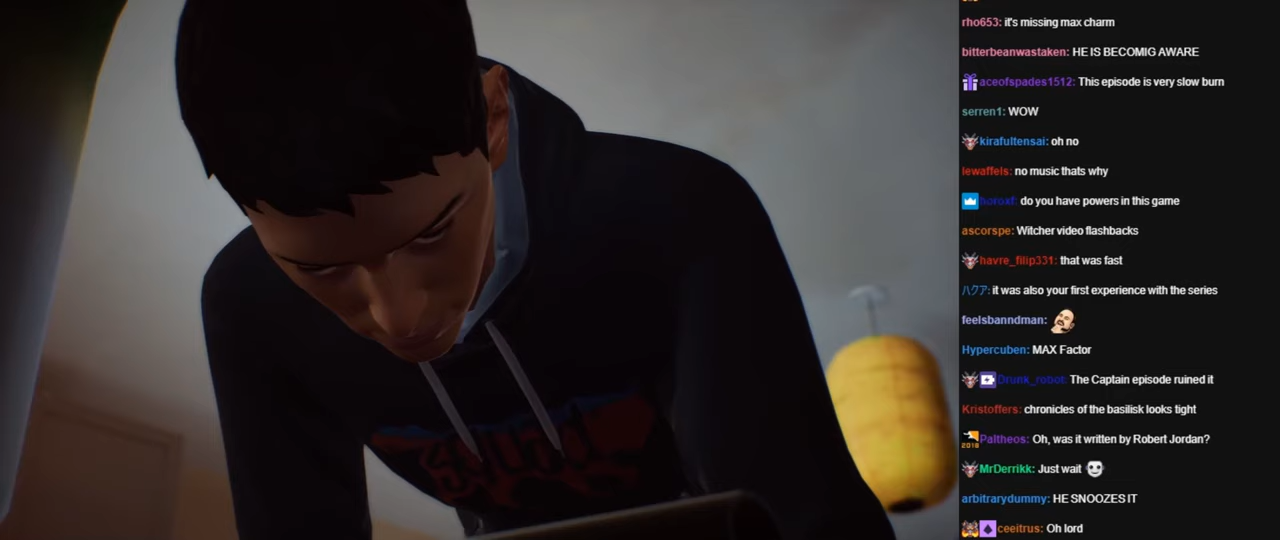 rho653: it's missing max charm
bitterbeanwastaken: HE IS BECOMIG AWARE
aceofspades1512: This episode is very slow burn
serren1: WOW
kirafultensai: oh no
lewaffels: no music thats why
horoxf: do you have powers in this game
ascorspe: Witcher video flashbacks
havre_filip331: that was fast
ハクア: it was also your first experience with the series
feelsbanndman:
Hypercuben: MAX Factor
Drunk_robot: The Captain episode ruined it
Kristoffers: chronicles of the basilisk looks tight
2018 Paltheos: Oh, was it written by Robert Jordan?
MrDerrikk: Just wait
arbitrarydummy: HE SNOOZES IT
ceeitrus: Oh lord
SQUAD